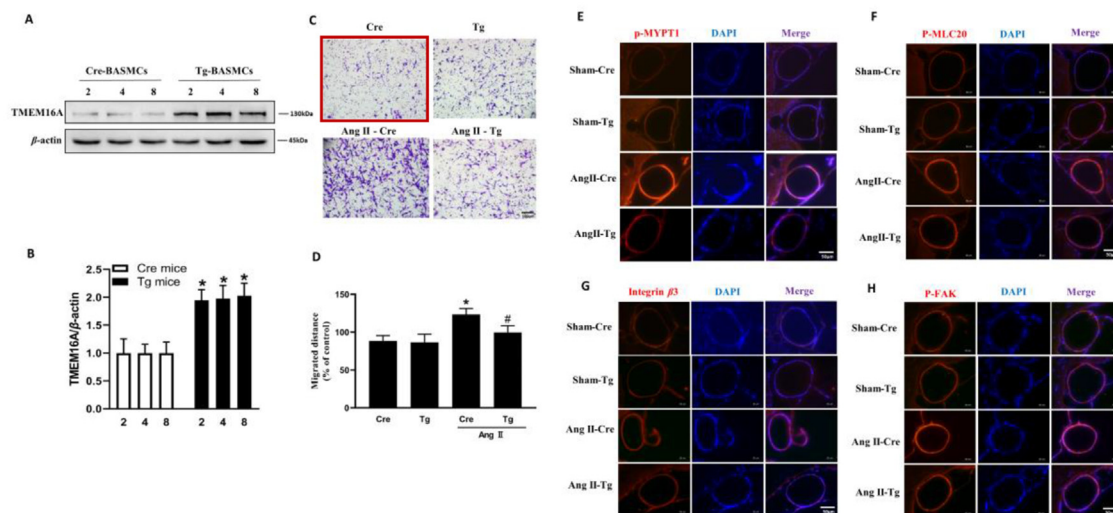 A
Cre-BASMCs Tg-BASMCs
2 4 8 2 4 8
TMEM16A 130kDa
β-actin 45kDa
B
Cre mice
Tg mice
TMEM16A/β-actin
2.5
2.0
1.5
1.0
0.5
0.0
* * *
2 4 8 2 4 8
C
Cre Tg
Ang II - Cre Ang II - Tg
D
Migrated distance
(% of control)
150
100
50
0
* #
Cre Tg Cre Tg
Ang II
E
p-MYPT1 DAPI Merge
Sham-Cre
Sham-Tg
AngII-Cre
AngII-Tg
50μm
F
P-MLC20 DAPI Merge
Sham-Cre
Sham-Tg
AngII-Cre
AngII-Tg
50μm
G
Integrin β3 DAPI Merge
Sham-Cre
Sham-Tg
Ang II-Cre
Ang II-Tg
50μm
H
P-FAK DAPI Merge
Sham-Cre
Sham-Tg
Ang II-Cre
Ang II-Tg